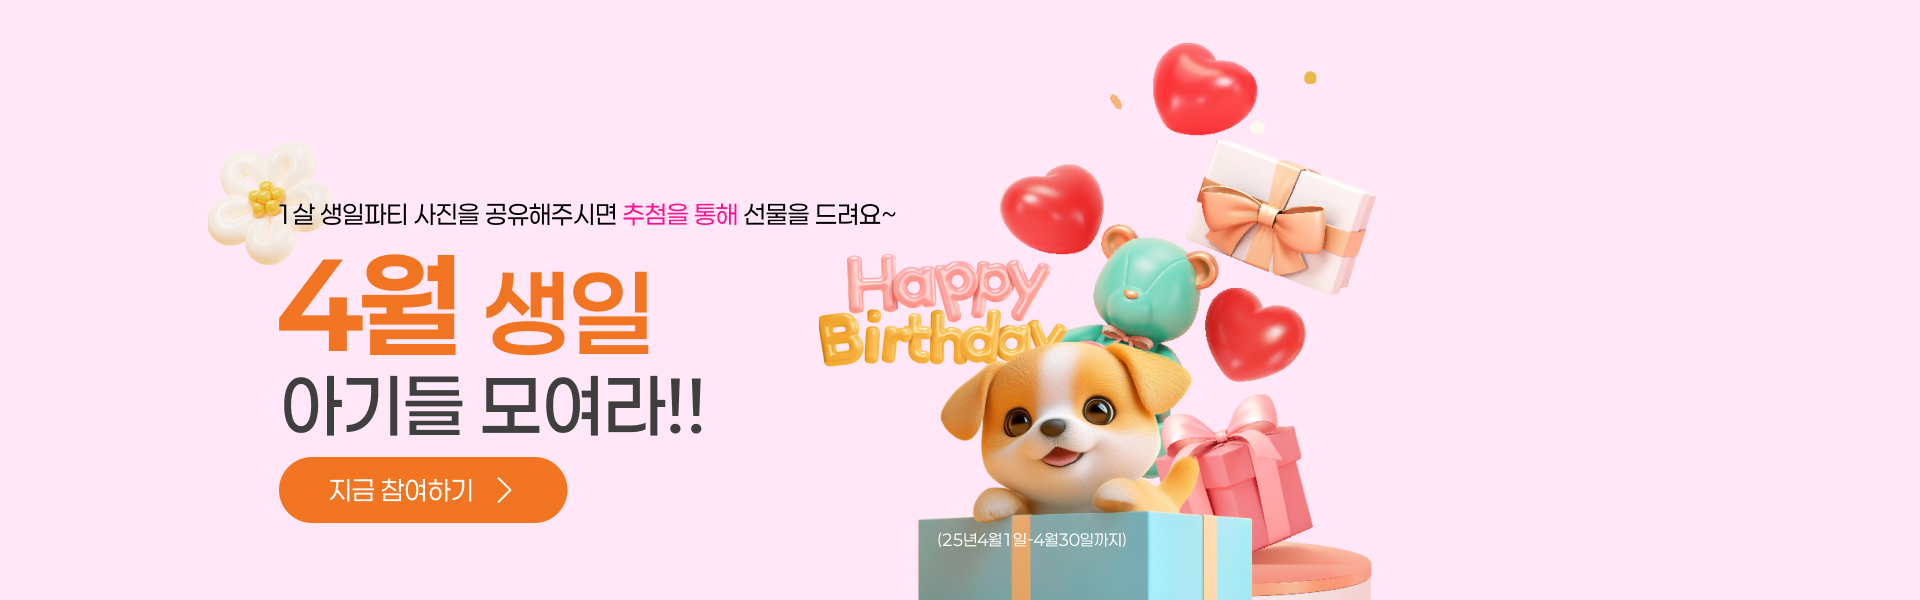 1살 생일파티 사진을 공유해주시면 추첨을 통해 선물을 드려요~
4월 생일
아기들 모여라!!
지금 참여하기
Happy
Birthday
(25년4월1일-4월30일까지)